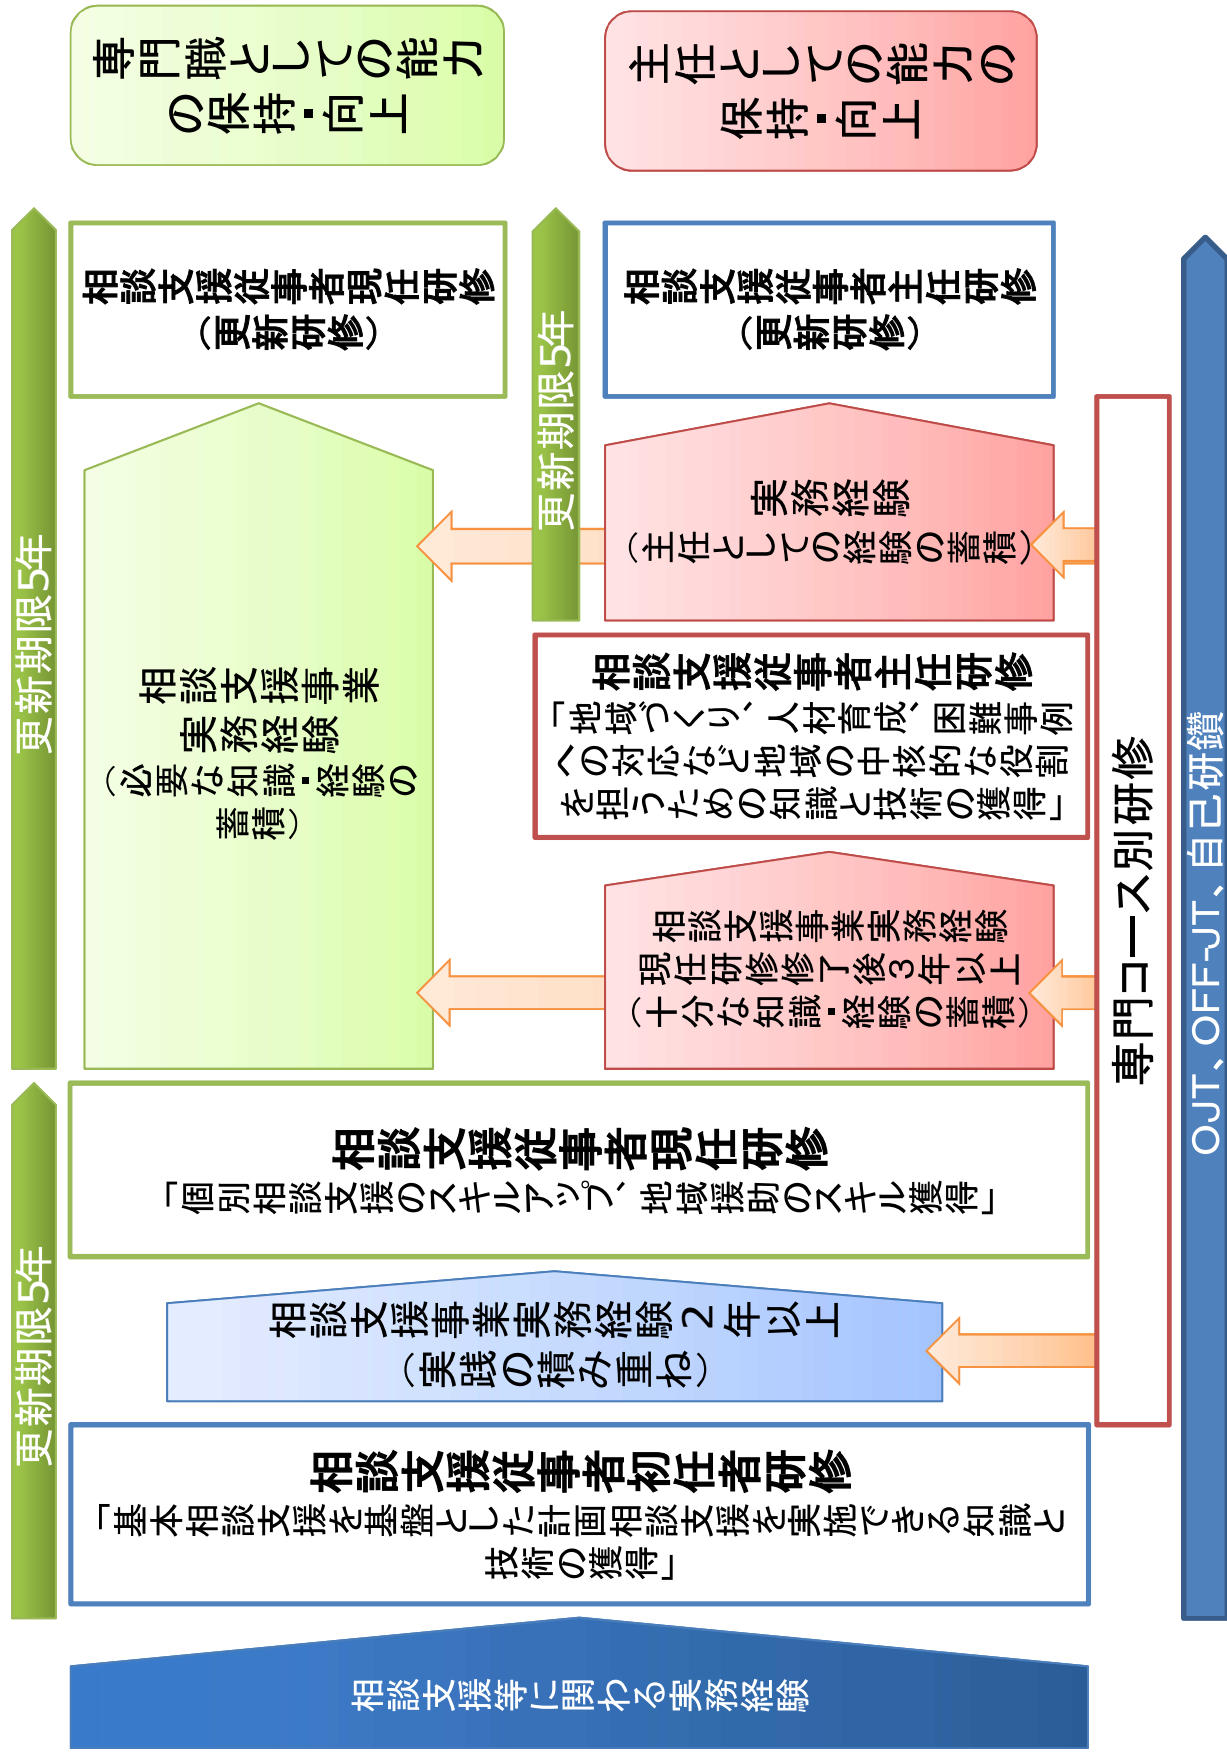 相談支援等に関わる実務経験
更新期限5年
相談支援従事者初任者研修
「基本相談支援を基盤とした計画相談支援を実施できる知識と
技術の獲得」
相談支援事業実務経験２年以上
（実践の積み重ね）
相談支援従事者現任研修
「個別相談支援のスキルアップ、地域援助のスキル獲得」
更新期限5年
相談支援事業
実務経験
（必要な知識・経験の
蓄積）
相談支援従事者現任研修
（更新研修）
専門職としての能力
の保持・向上
相談支援事業実務経験
現任研修修了後３年以上
（十分な知識・経験の蓄積）
相談支援従事者主任研修
「地域づくり、人材育成、困難事例
への対応など地域の中核的な役割
を担うための知識と技術の獲得」
更新期限5年
実務経験
（主任としての経験の蓄積）
相談支援従事者主任研修
（更新研修）
主任としての能力の
保持・向上
専門コース別研修
OJT、OFF-JT、自己研鑽